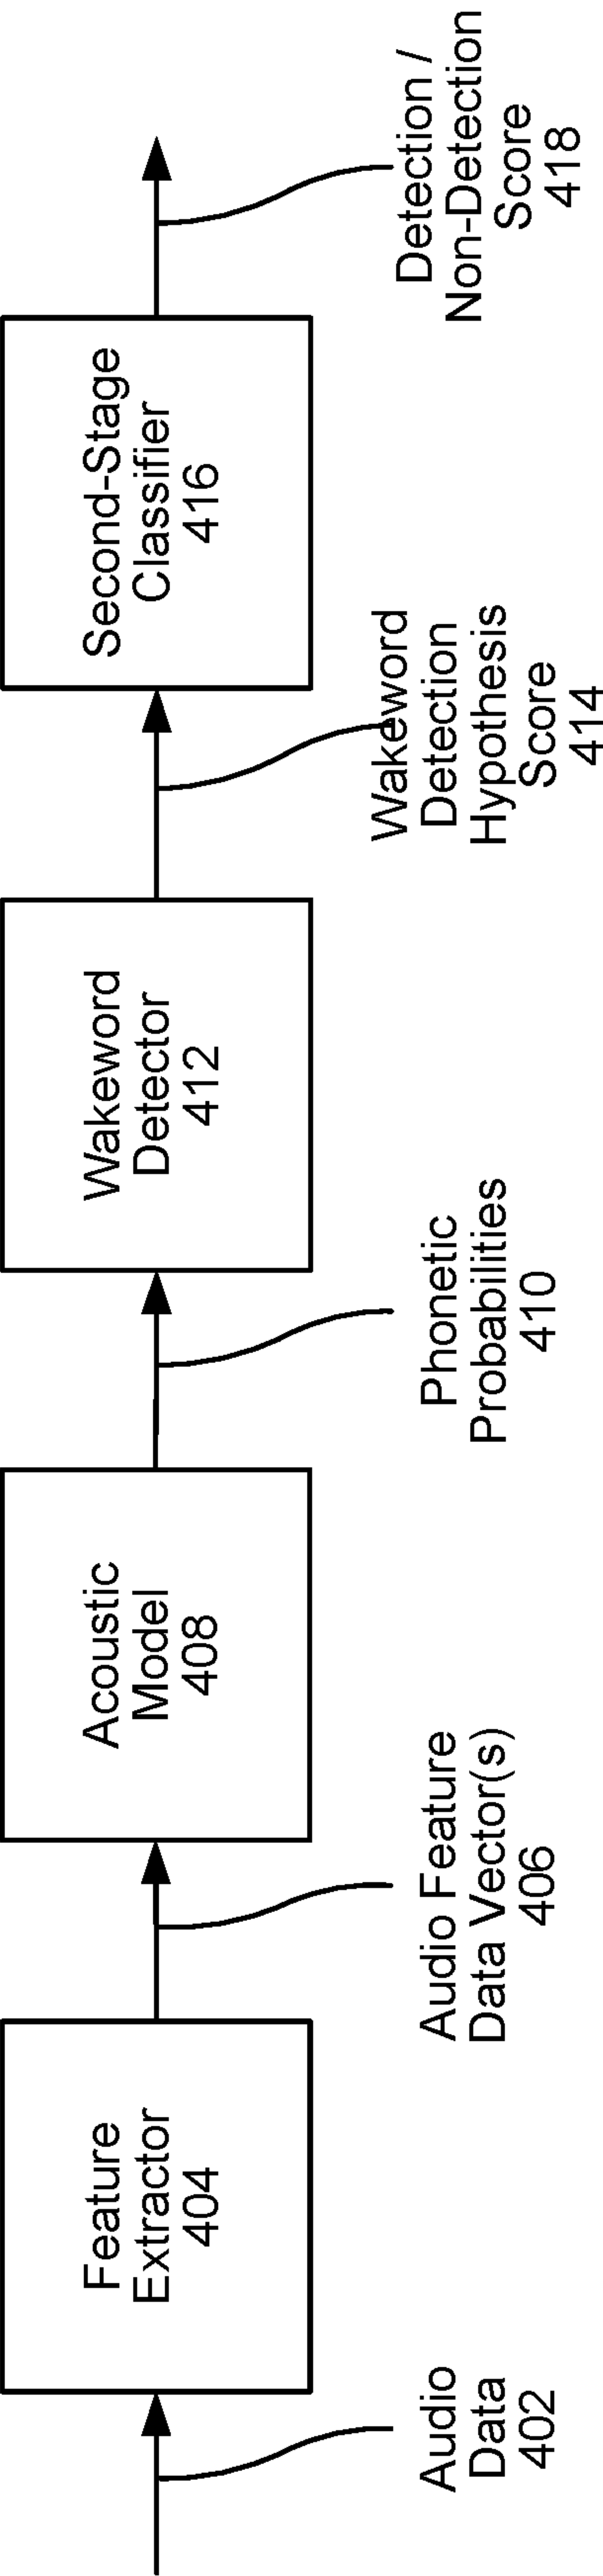 Audio
Data
402
Feature
Extractor
404
Audio Feature
Data Vector(s)
406
Acoustic
Model
408
Phonetic
Probabilities
410
Wakeword
Detector
412
Wakeword
Detection
Hypothesis
Score
414
Second-Stage
Classifier
416
Detection /
Non-Detection
Score
418